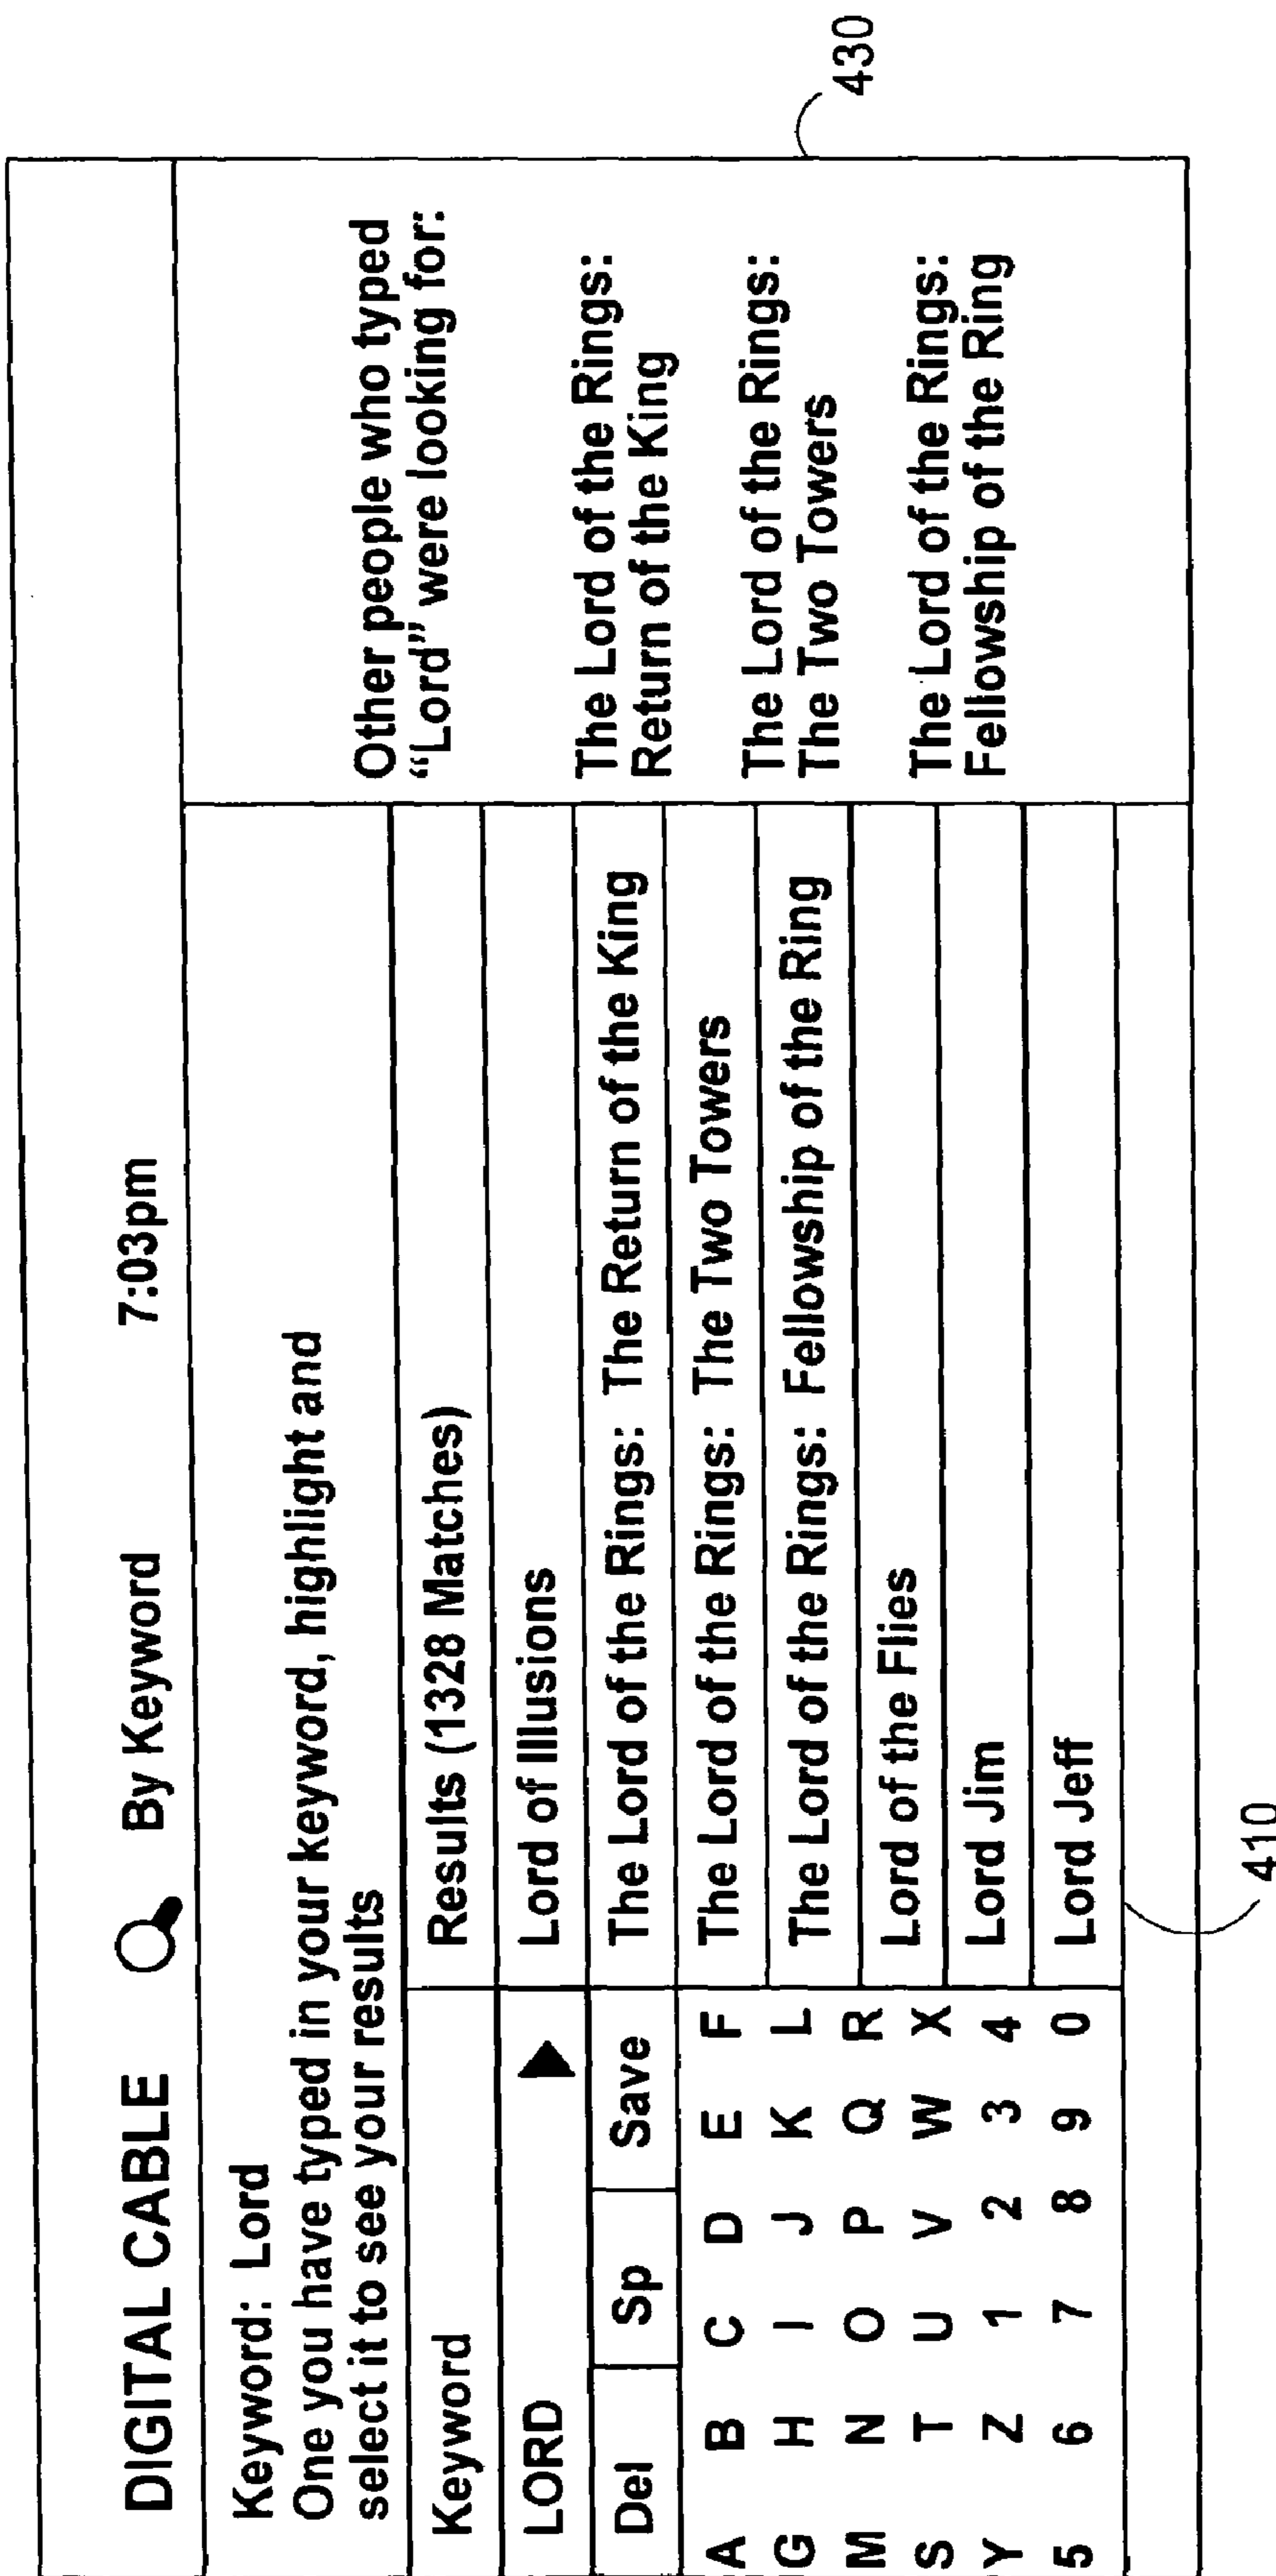 DIGITAL CABLE By Keyword 7:03pm
Keyword: Lord
One you have typed in your keyword, highlight and
select it to see your results
Keyword
LORD
Del Sp Save
A B C D E F
G H I J K L
M N O P Q R
S T U V W X
Y Z 1 2 3 4
5 6 7 8 9 0
Results (1328 Matches)
Lord of Illusions
The Lord of the Rings: The Return of the King
The Lord of the Rings: The Two Towers
The Lord of the Rings: Fellowship of the Ring
Lord of the Flies
Lord Jim
Lord Jeff
410
Other people who typed
“Lord” were looking for:
The Lord of the Rings:
Return of the King
The Lord of the Rings:
The Two Towers
The Lord of the Rings:
Fellowship of the Ring
430